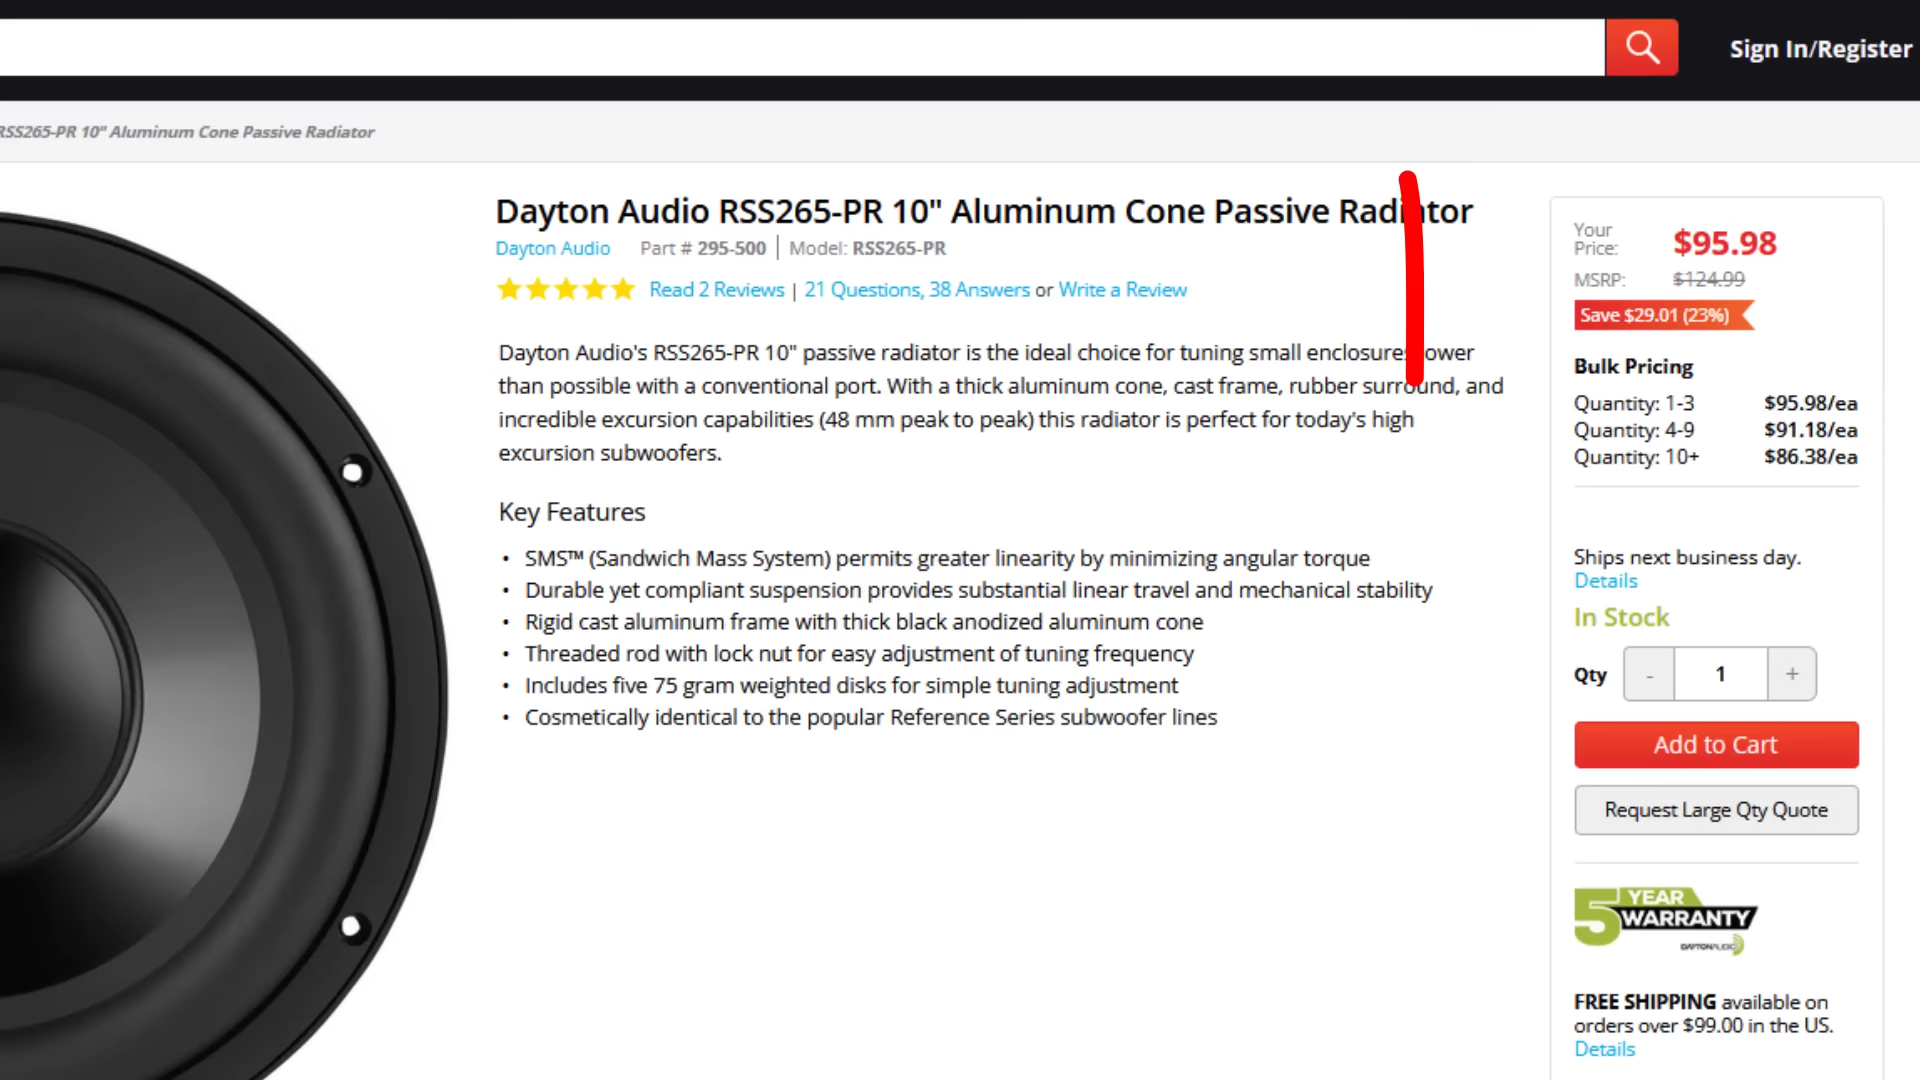 Sign In/Register
RSS265-PR 10" Aluminum Cone Passive Radiator
Dayton Audio RSS265-PR 10" Aluminum Cone Passive Radiator
Dayton Audio Part # 295-500 | Model: RSS265-PR
Read 2 Reviews | 21 Questions, 38 Answers or Write a Review
Dayton Audio's RSS265-PR 10" passive radiator is the ideal choice for tuning small enclosures lower
than possible with a conventional port. With a thick aluminum cone, cast frame, rubber surround, and
incredible excursion capabilities (48 mm peak to peak) this radiator is perfect for today's high
excursion subwoofers.
Key Features
• SMS™ (Sandwich Mass System) permits greater linearity by minimizing angular torque
• Durable yet compliant suspension provides substantial linear travel and mechanical stability
• Rigid cast aluminum frame with thick black anodized aluminum cone
• Threaded rod with lock nut for easy adjustment of tuning frequency
• Includes five 75 gram weighted disks for simple tuning adjustment
• Cosmetically identical to the popular Reference Series subwoofer lines
Your
Price: $95.98
MSRP: $124.99
Save $29.01 (23%)
Bulk Pricing
Quantity: 1-3 $95.98/ea
Quantity: 4-9 $91.18/ea
Quantity: 10+ $86.38/ea
Ships next business day.
Details
In Stock
Qty - 1 +
Add to Cart
Request Large Qty Quote
5 YEAR
WARRANTY
DAYTON AUDIO
FREE SHIPPING available on
orders over $99.00 in the US.
Details